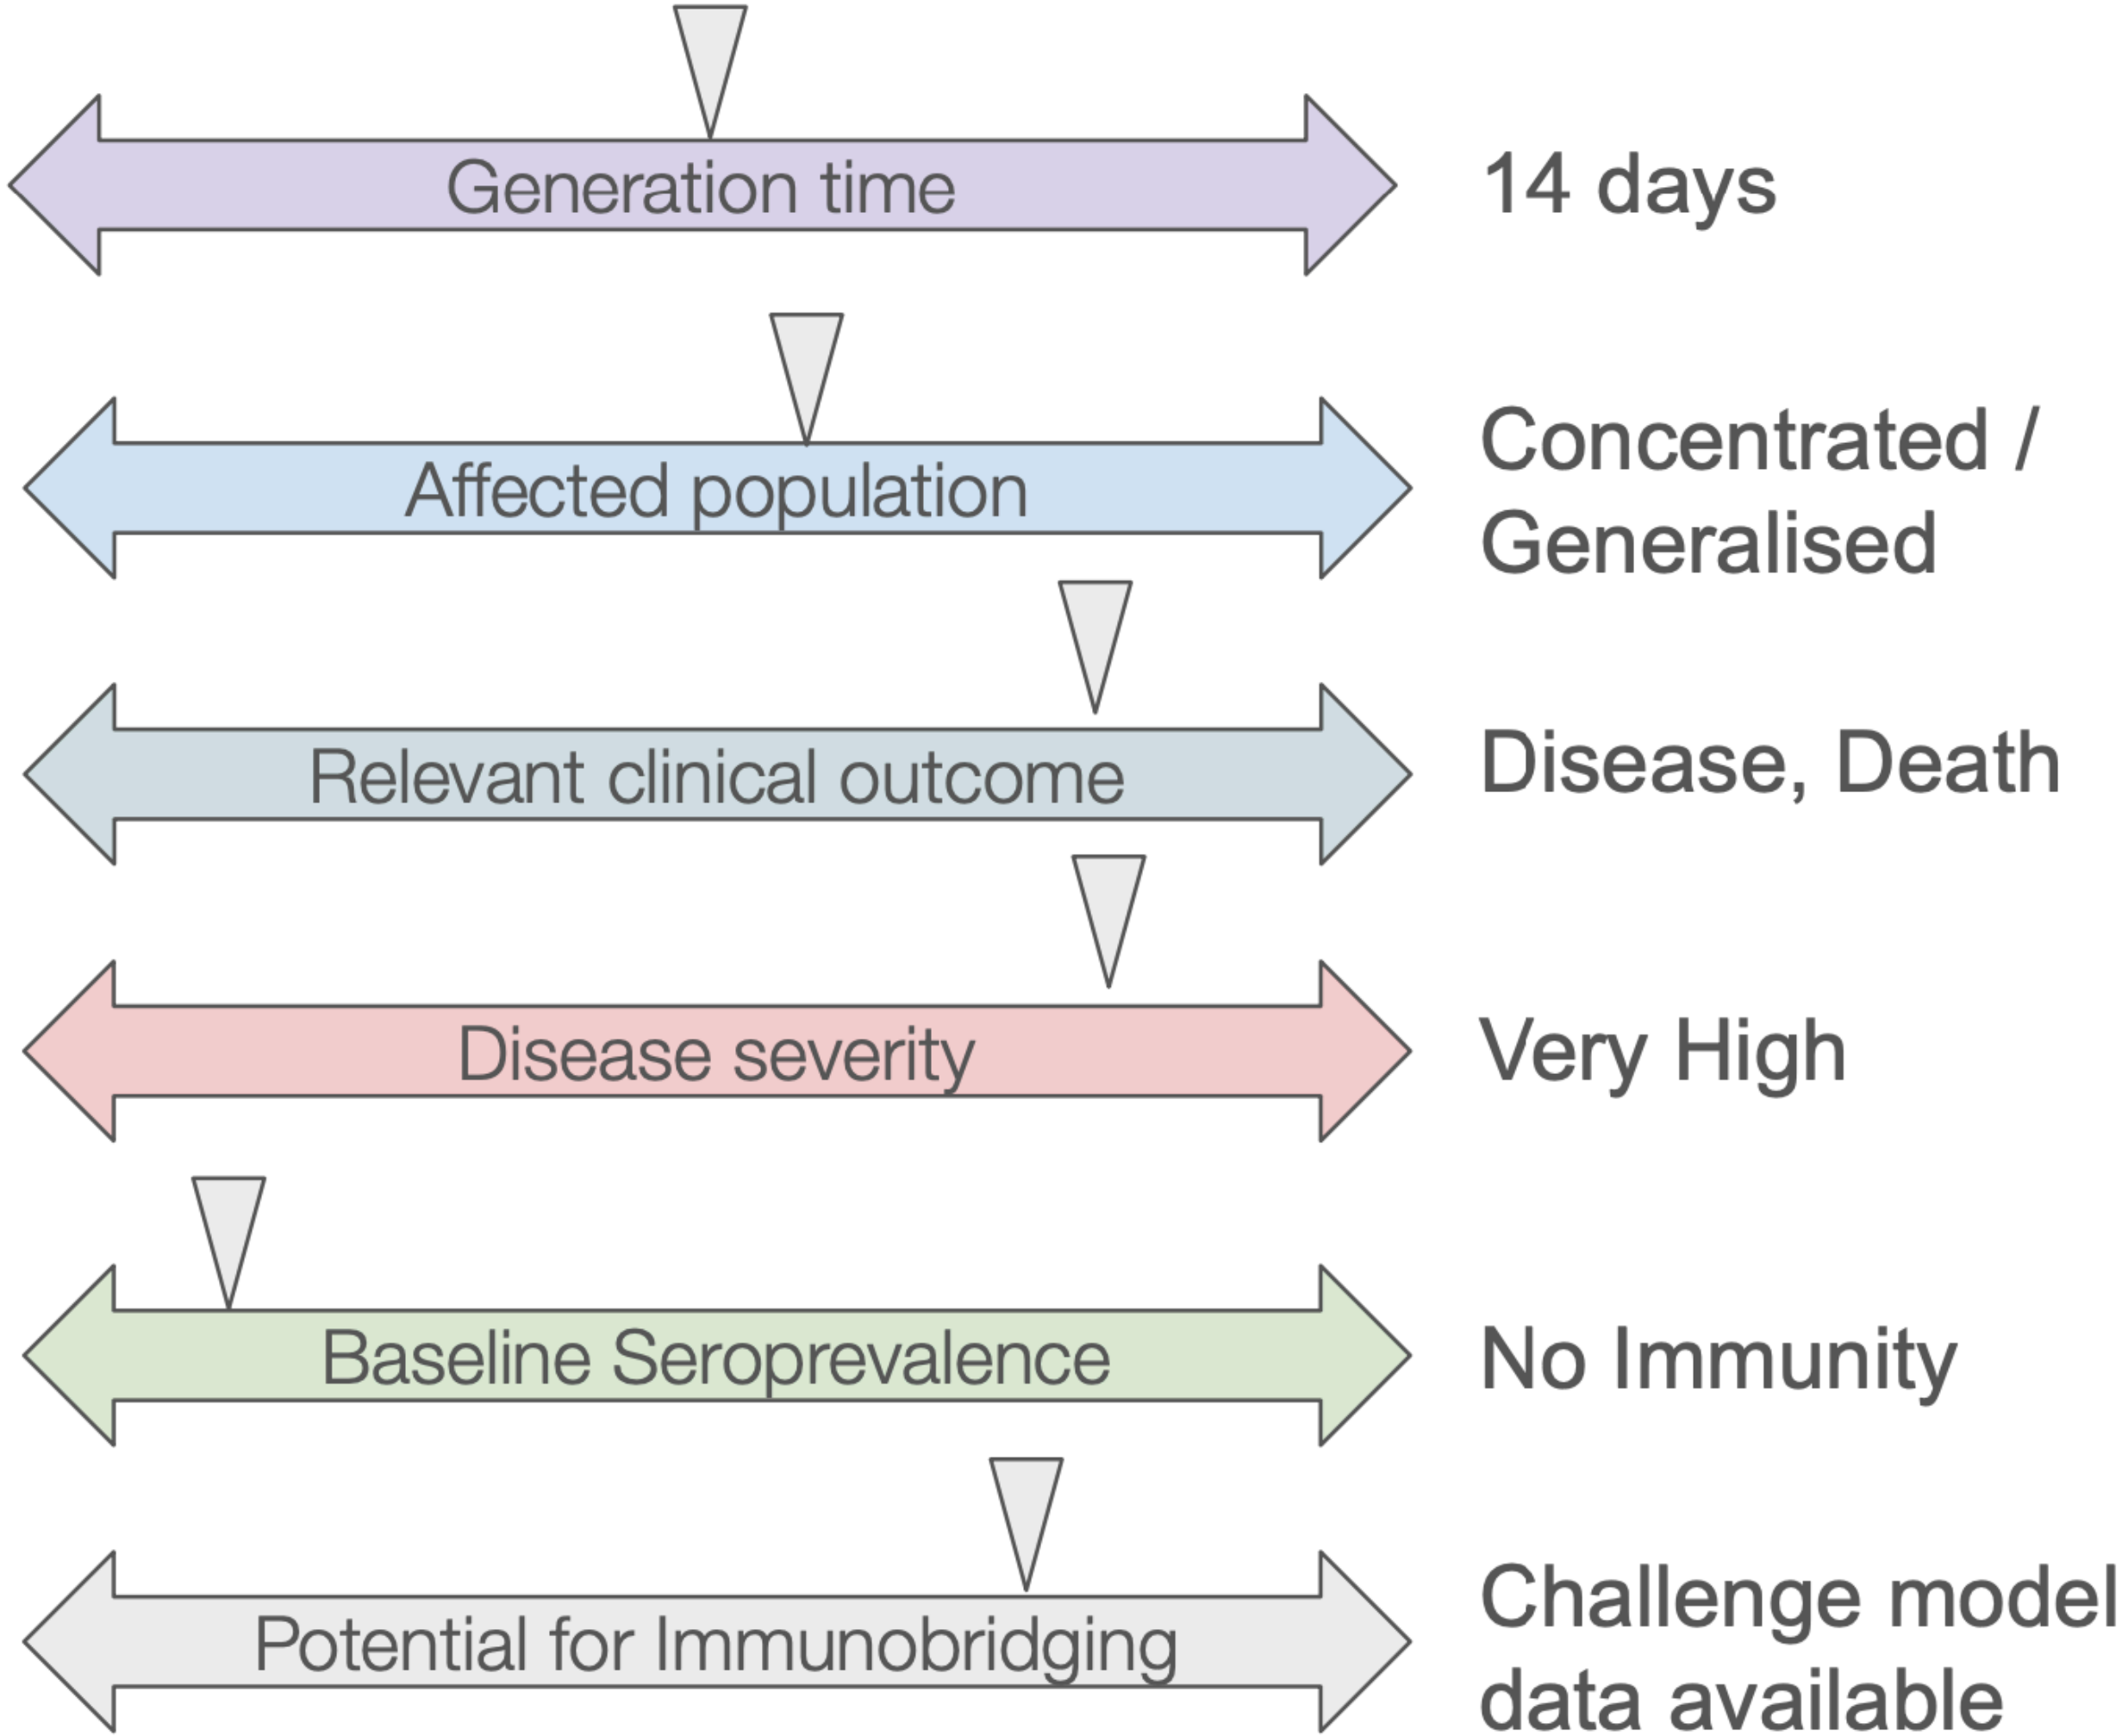 Generation time
14 days
Affected population
Concentrated /
Generalised
Relevant clinical outcome
Disease, Death
Disease severity
Very High
Baseline Seroprevalence
No Immunity
Potential for Immunobridging
Challenge model
data available